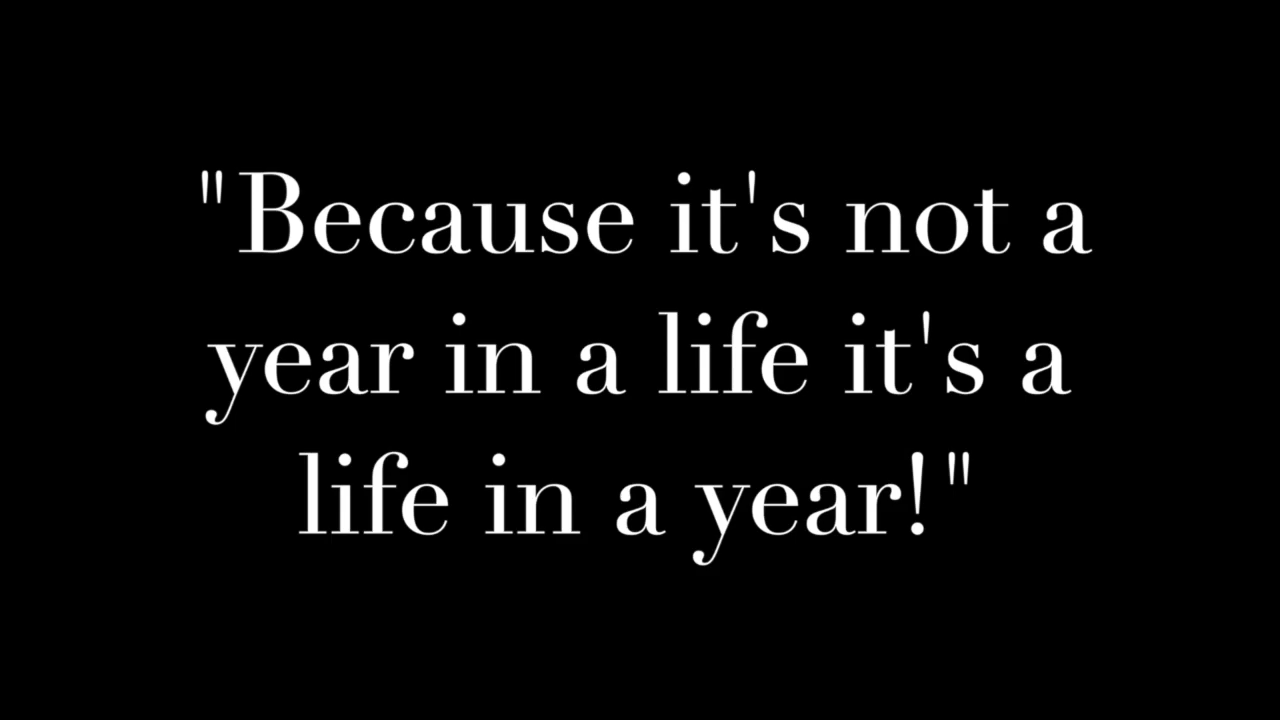 "Because it's not a
year in a life it's a
life in a year!"